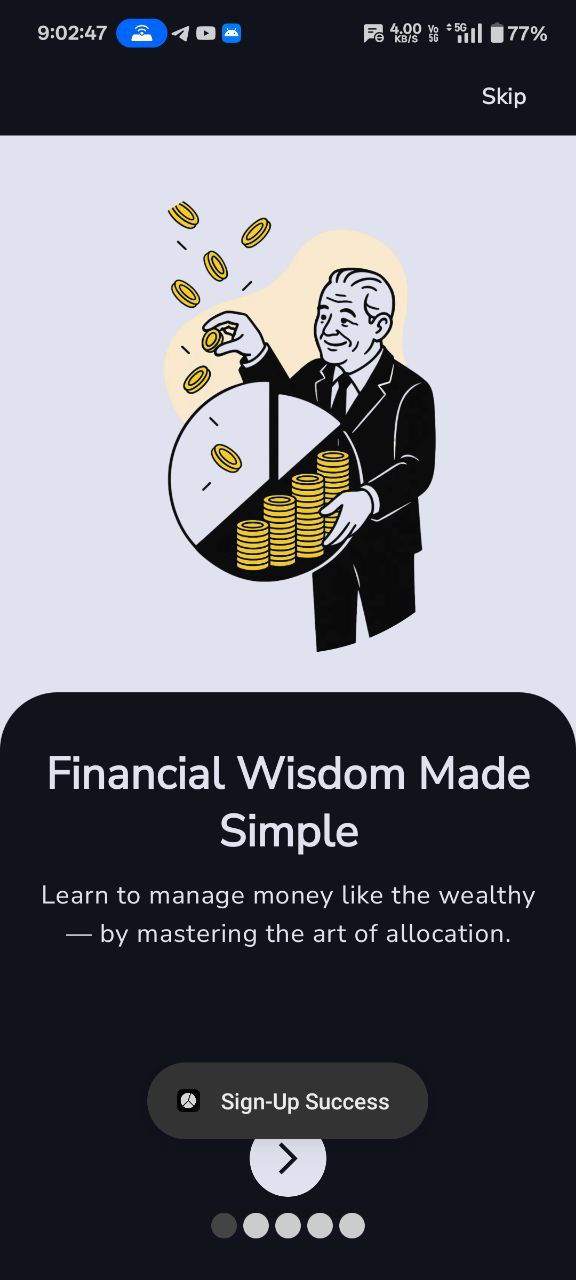 9:02:47 4.00 KB/S Vo 5G 5G 77%
Skip
Financial Wisdom Made
Simple
Learn to manage money like the wealthy
— by mastering the art of allocation.
Sign-Up Success